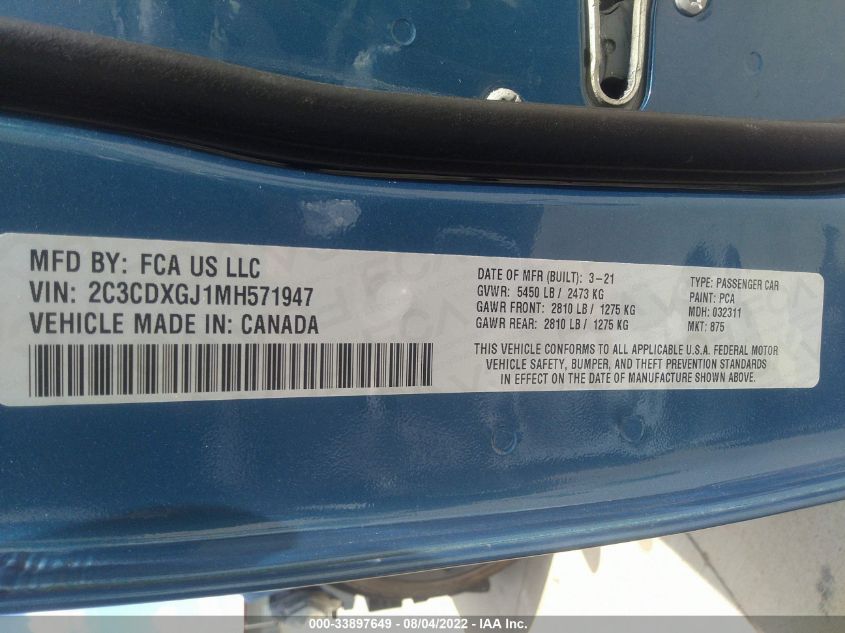 MFD BY: FCA US LLC
VIN: 2C3CDXGJ1MH571947
VEHICLE MADE IN: CANADA
DATE OF MFR (BUILT): 3-21
GVWR: 5450 LB / 2473 KG
GAWR FRONT: 2810 LB / 1275 KG
GAWR REAR: 2810 LB / 1275 KG
TYPE: PASSENGER CAR
PAINT: PCA
MDH: 032311
MKT: 875
THIS VEHICLE CONFORMS TO ALL APPLICABLE U.S.A. FEDERAL MOTOR
VEHICLE SAFETY, BUMPER, AND THEFT PREVENTION STANDARDS
IN EFFECT ON THE DATE OF MANUFACTURE SHOWN ABOVE.
000-33897649 - 08/04/2022 - IAA, Inc.